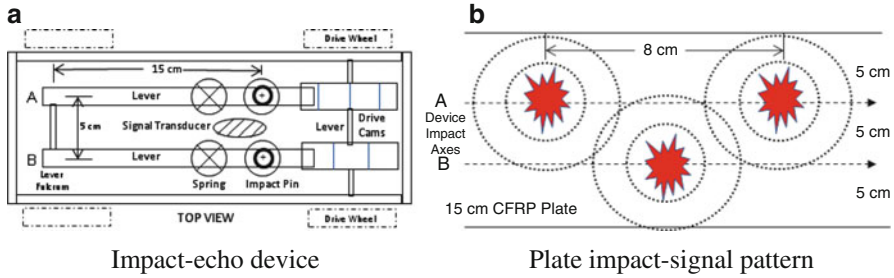 a
Drive Wheel
15 cm
A
Lever
5 cm
Signal Transducer
Lever
Drive
Cams
B
Lever
Lever
Fulcrum
Spring
Impact Pin
TOP VIEW
Drive Wheel
Impact-echo device
b
8 cm
5 cm
A
Device
Impact
Axes
5 cm
B
5 cm
15 cm CFRP Plate
Plate impact-signal pattern